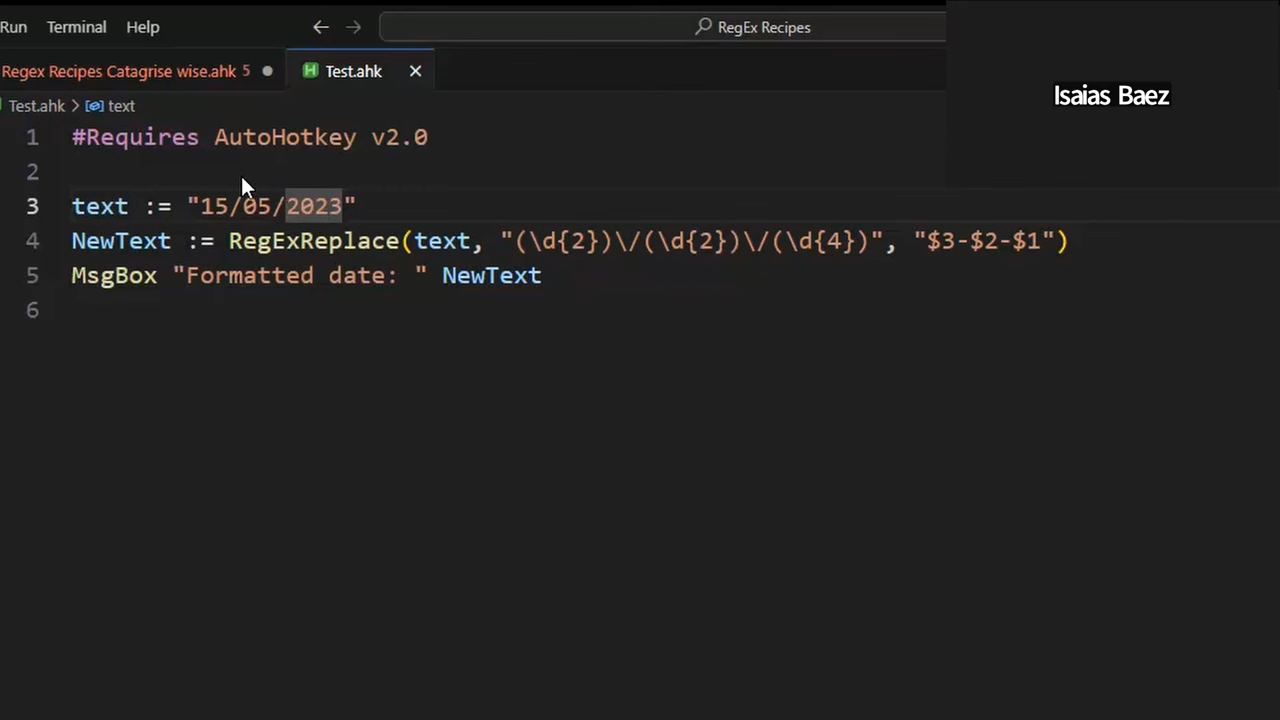 Run Terminal Help ← → RegEx Recipes
Isaias Baez
Regex Recipes Catagrise wise.ahk 5 Test.ahk
Test.ahk > text
1 #Requires AutoHotkey v2.0
2
3 text := "15/05/2023"
4 NewText := RegExReplace(text, "(\d{2})\/(\d{2})\/(\d{4})", "$3-$2-$1")
5 MsgBox "Formatted date: " NewText
6